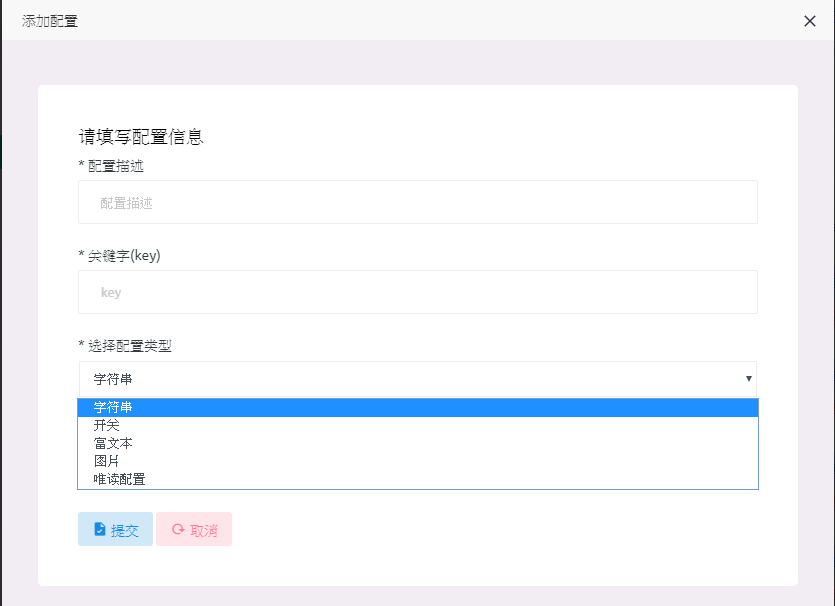 添加配置
请填写配置信息
* 配置描述
配置描述
* 关键字(key)
key
* 选择配置类型
字符串
字符串
开关
富文本
图片
唯读配置
提交 取消